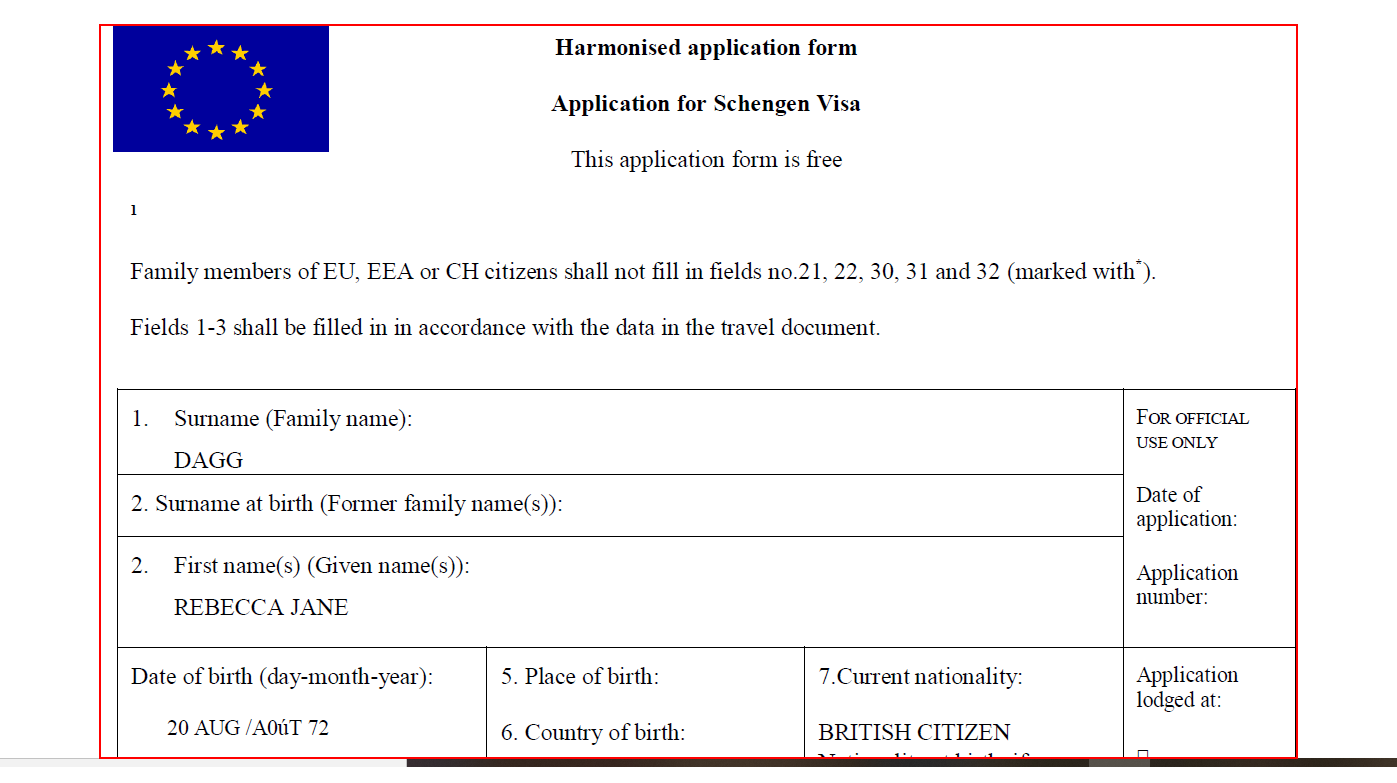 Harmonised application form
Application for Schengen Visa
This application form is free
1
Family members of EU, EEA or CH citizens shall not fill in fields no.21, 22, 30, 31 and 32 (marked with*).
Fields 1-3 shall be filled in in accordance with the data in the travel document.
1. Surname (Family name):
DAGG
2. Surname at birth (Former family name(s)):
2. First name(s) (Given name(s)):
REBECCA JANE
FOR OFFICIAL
USE ONLY
Date of
application:
Application
number:
Date of birth (day-month-year):
20 AUG /A0úT 72
5. Place of birth:
6. Country of birth:
7.Current nationality:
BRITISH CITIZEN
Application
lodged at: